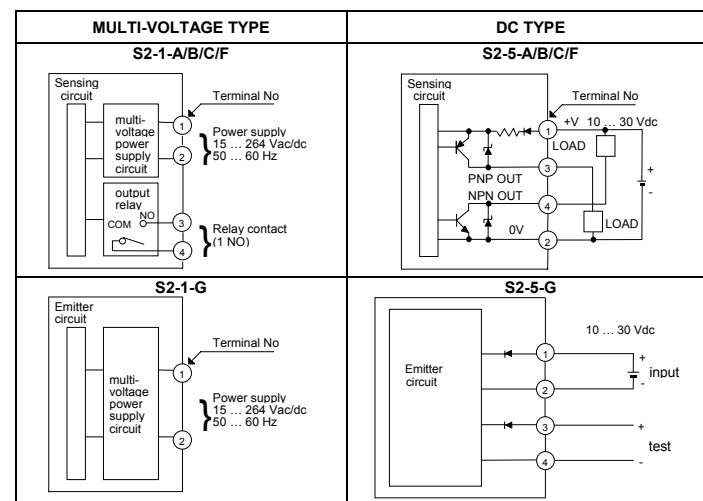 MULTI-VOLTAGE TYPE
DC TYPE
S2-1-A/B/C/F
Sensing
circuit
Terminal No
multi-
voltage
power
supply
circuit
1
2
Power supply
15 ... 264 Vac/dc
50 ... 60 Hz
output
relay
COM NO
3
4
Relay contact
(1 NO)
S2-5-A/B/C/F
Sensing
circuit
Terminal No
1
+V 10 ... 30 Vdc
LOAD
PNP OUT
3
+
-
NPN OUT
4
LOAD
0V
2
S2-1-G
Emitter
circuit
Terminal No
1
multi-
voltage
power
supply
circuit
Power supply
15 ... 264 Vac/dc
50 ... 60 Hz
2
S2-5-G
10 ... 30 Vdc
Emitter
circuit
1
+
input
2
-
3
+
test
4
-